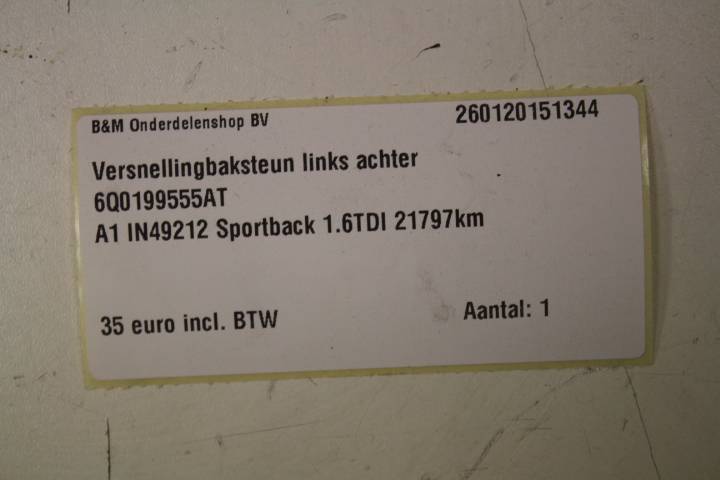 B&M Onderdelenshop BV 260120151344
Versnellingbaksteun links achter
6Q0199555AT
A1 IN49212 Sportback 1.6TDI 21797km
35 euro incl. BTW Aantal: 1